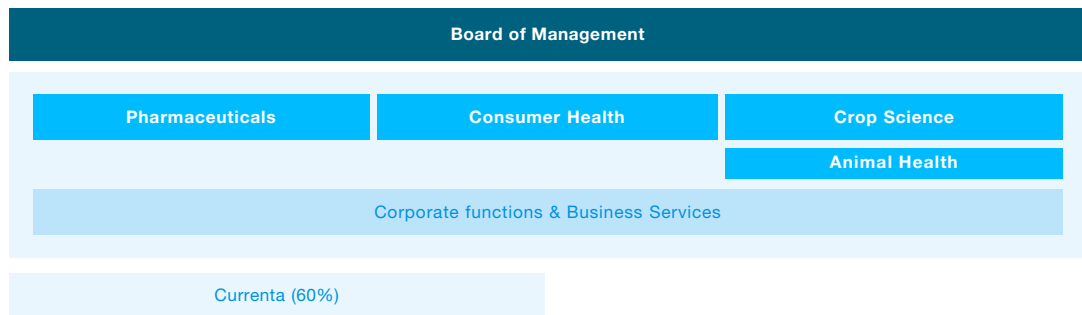 Board of Management
Pharmaceuticals
Consumer Health
Crop Science
Animal Health
Corporate functions & Business Services
Currenta (60%)